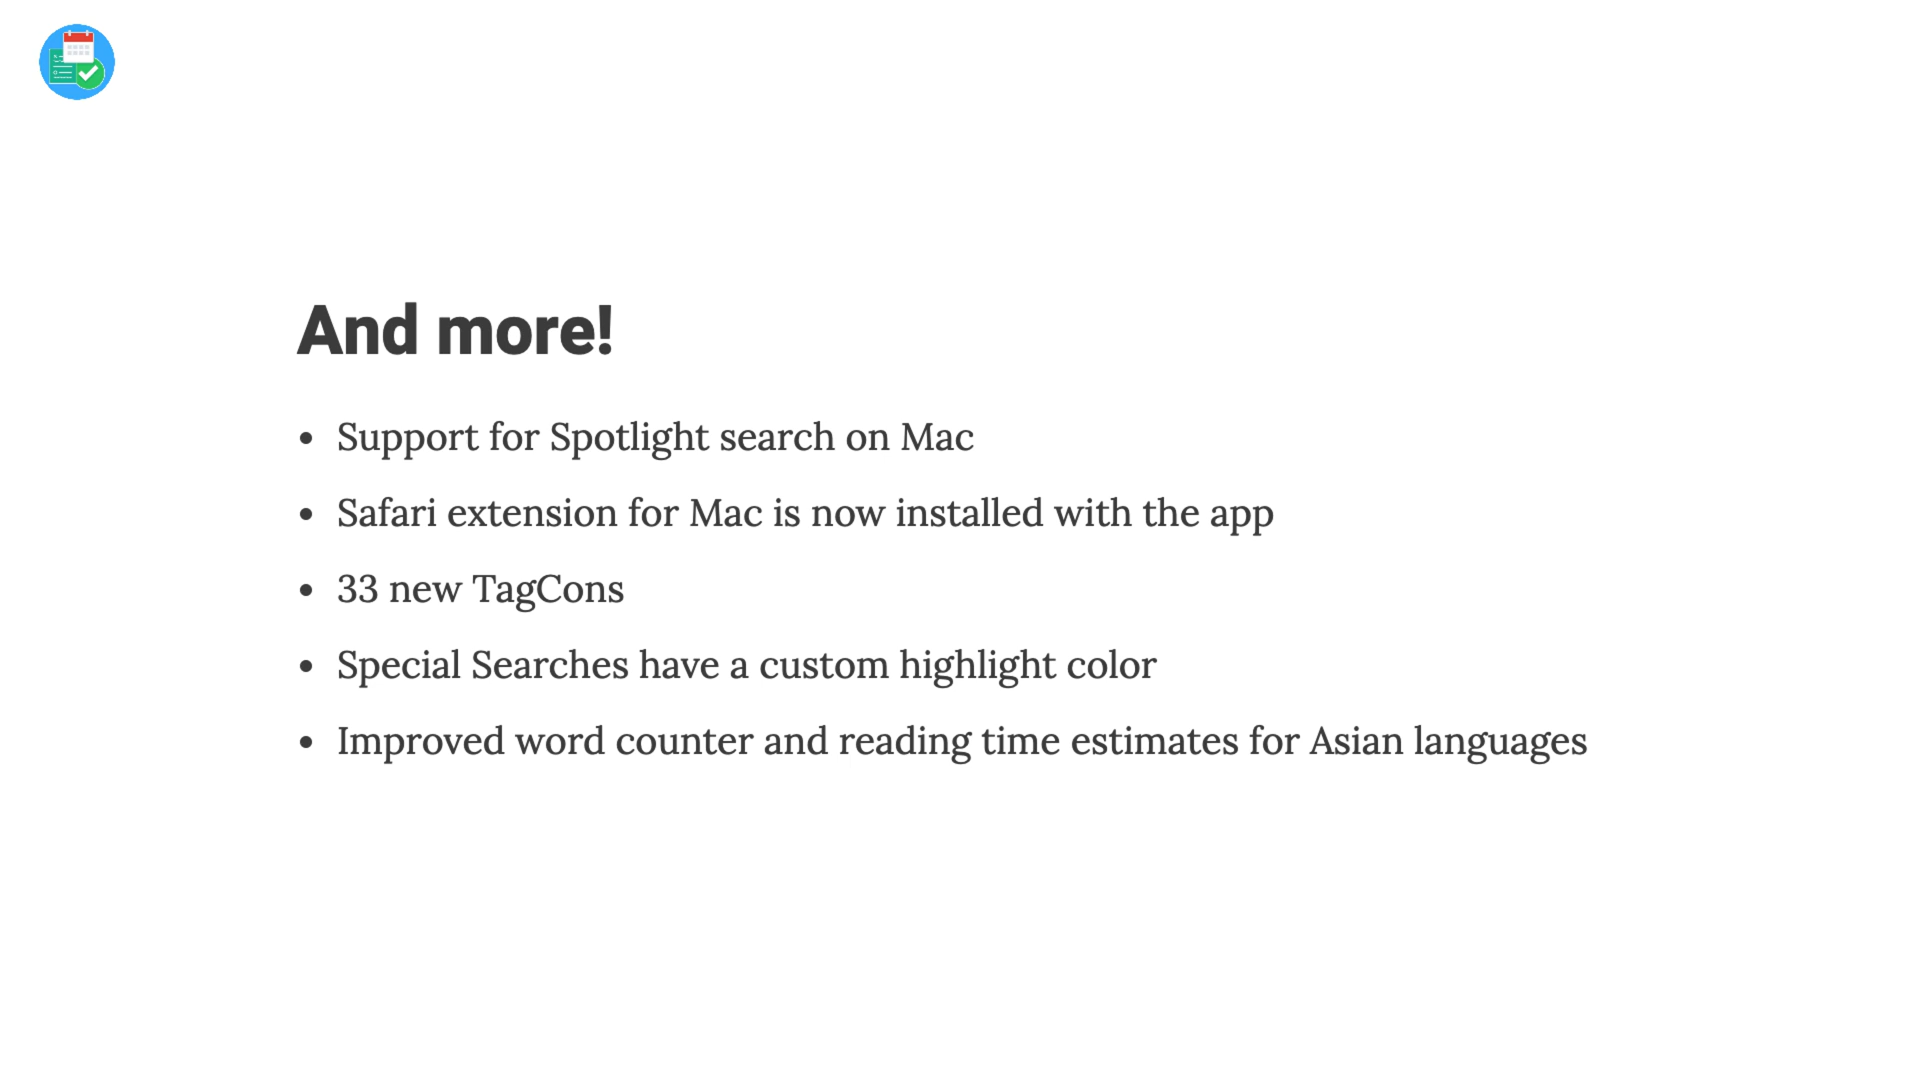 And more!
• Support for Spotlight search on Mac
• Safari extension for Mac is now installed with the app
• 33 new TagCons
• Special Searches have a custom highlight color
• Improved word counter and reading time estimates for Asian languages